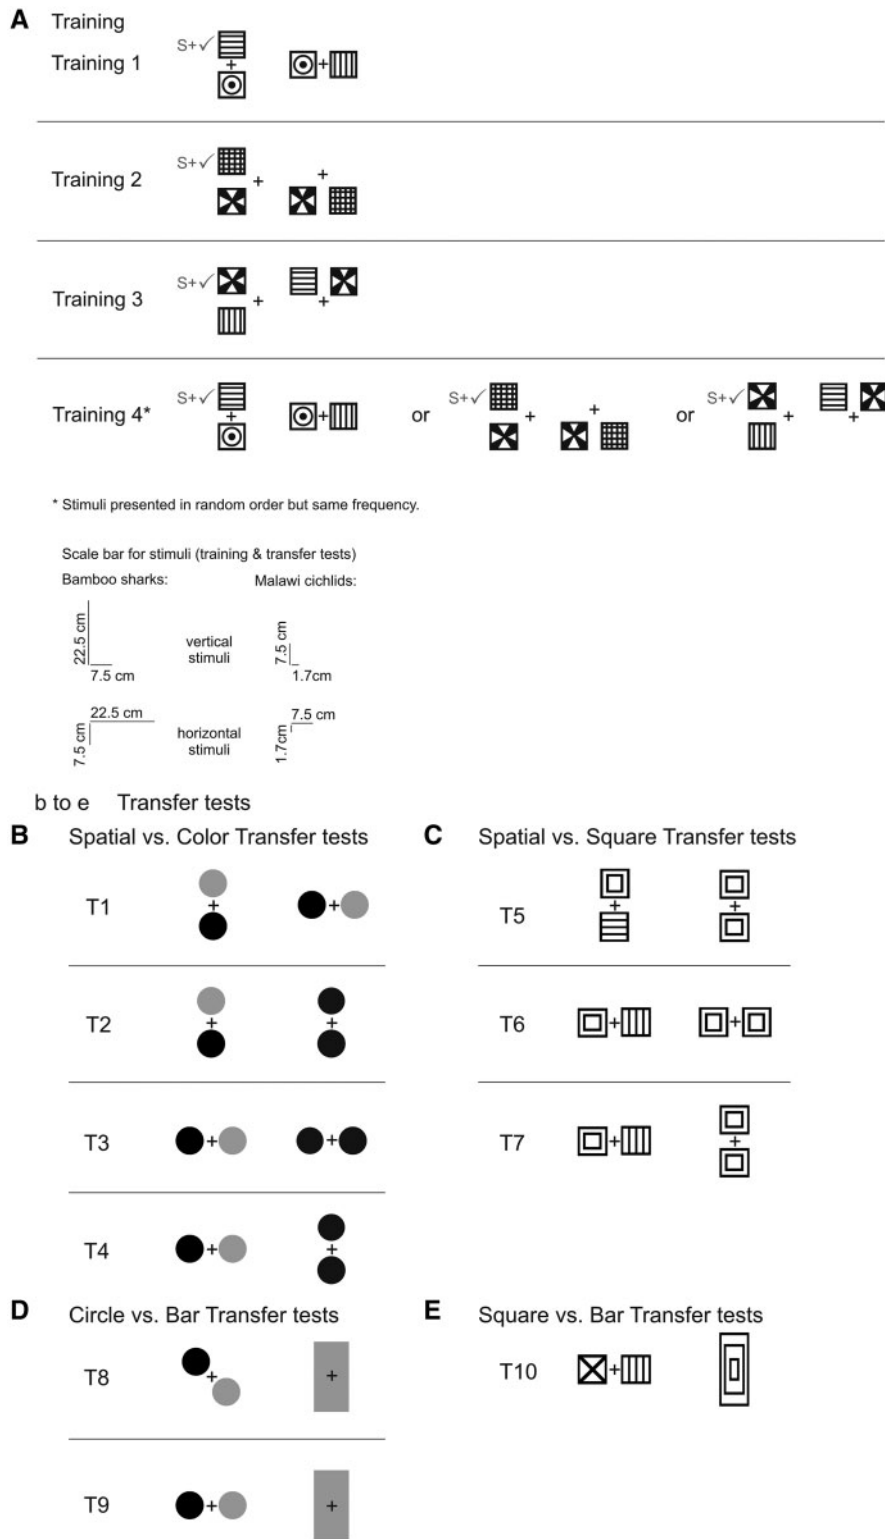 A Training
S+✓
Training 1 + +
S+✓
Training 2 + +
S+✓
Training 3 + +
S+✓ S+✓ S+✓
Training 4* + + or + + or + +
* Stimuli presented in random order but same frequency.
Scale bar for stimuli (training & transfer tests)
Bamboo sharks: Malawi cichlids:
22.5 cm vertical stimuli 7.5 cm
7.5 cm 1.7cm
22.5 cm 7.5 cm
7.5 cm horizontal stimuli 1.7cm
b to e Transfer tests
B Spatial vs. Color Transfer tests
T1 + +
T2 + +
T3 + +
T4 + +
C Spatial vs. Square Transfer tests
T5 + +
T6 + +
T7 + +
D Circle vs. Bar Transfer tests
T8 + +
T9 + +
E Square vs. Bar Transfer tests
T10 +